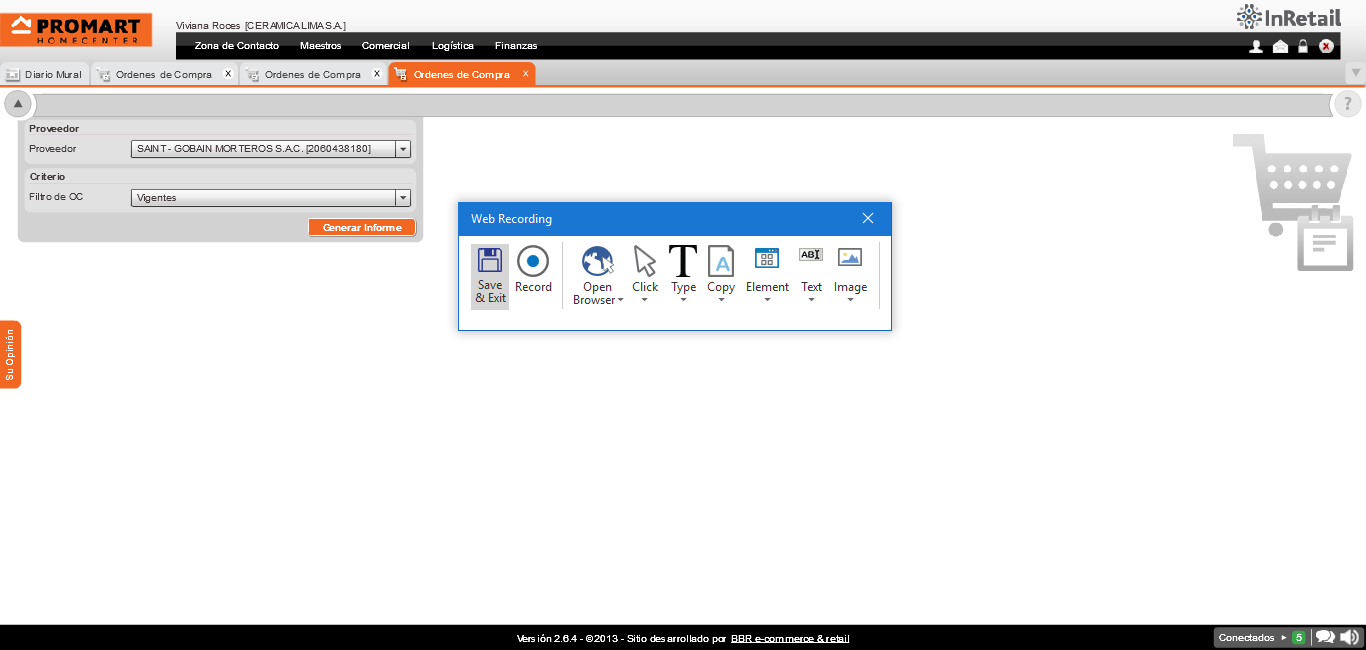 PROMART
HOMECENTER
Viviana Roces [CERAMICA LIMA S.A.]
InRetail
Zona de Contacto Maestros Comercial Logística Finanzas
Diario Mural Ordenes de Compra X Ordenes de Compra X Ordenes de Compra X
?
Proveedor
Proveedor SAINT - GOBAIN MORTEROS S.A.C. [2060438180]
Criterio
Filtro de OC Vigentes
Generar Informe
Web Recording
Save & Exit
Record
Open Browser
Click
Type
Copy
Element
Text
Image
Su Opinión
Versión 2.6.4 - ©2013 - Sitio desarrollado por BBR e-commerce & retail
Conectados 5